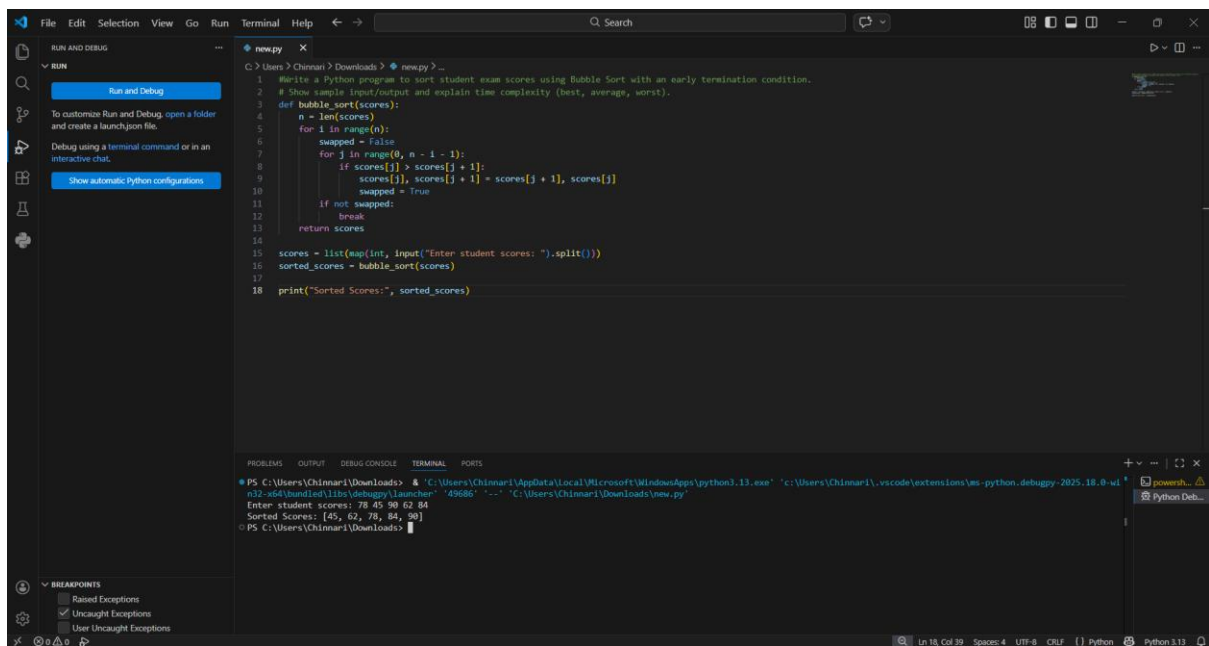 File Edit Selection View Go Run Terminal Help
Search
RUN AND DEBUG
RUN
Run and Debug
To customize Run and Debug, open a folder
and create a launch.json file.
Debug using a terminal command or in an
interactive chat.
Show automatic Python configurations
new.py
C: > Users > Chinnari > Downloads > new.py > ...
1 #Write a Python program to sort student exam scores using Bubble Sort with an early termination condition.
2 # Show sample input/output and explain time complexity (best, average, worst).
3 def bubble_sort(scores):
4 n = len(scores)
5 for i in range(n):
6 swapped = False
7 for j in range(0, n - i - 1):
8 if scores[j] > scores[j + 1]:
9 scores[j], scores[j + 1] = scores[j + 1], scores[j]
10 swapped = True
11 if not swapped:
12 break
13 return scores
14
15 scores = list(map(int, input("Enter student scores: ").split()))
16 sorted_scores = bubble_sort(scores)
17
18 print("Sorted Scores:", sorted_scores)
PROBLEMS OUTPUT DEBUG CONSOLE TERMINAL PORTS
PS C:\Users\Chinnari\Downloads> & 'C:\Users\Chinnari\AppData\Local\Microsoft\WindowsApps\python3.13.exe' 'c:\Users\Chinnari\.vscode\extensions\ms-python.debugpy-2025.18.0-wi
n32-x64\bundled\libs\debugpy\launcher' '49686' '--' 'C:\Users\Chinnari\Downloads\new.py'
Enter student scores: 78 45 90 62 84
Sorted Scores: [45, 62, 78, 84, 90]
PS C:\Users\Chinnari\Downloads>
powersh...
Python Deb...
BREAKPOINTS
Raised Exceptions
Uncaught Exceptions
User Uncaught Exceptions
0 0 Ln 18, Col 39 Spaces: 4 UTF-8 CRLF {} Python Python 3.13